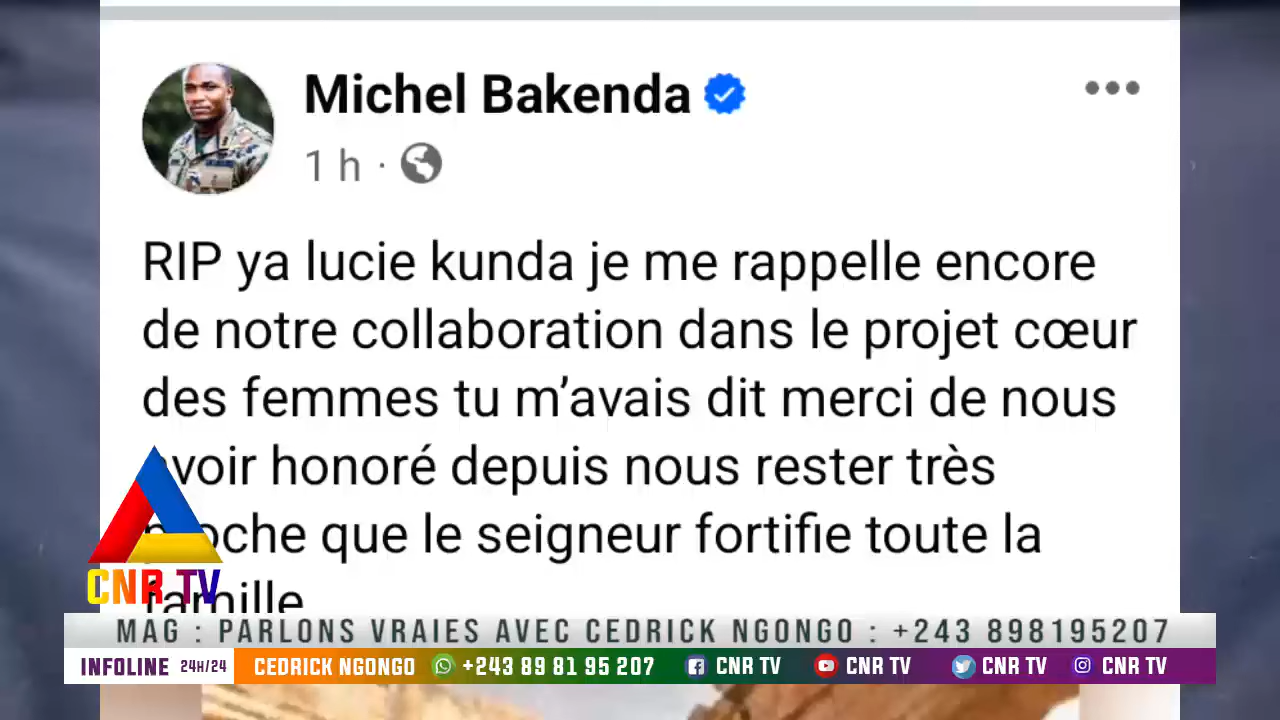 Michel Bakenda
1 h ·
RIP ya lucie kunda je me rappelle encore
de notre collaboration dans le projet cœur
des femmes tu m’avais dit merci de nous
avoir honoré depuis nous rester très
proche que le seigneur fortifie toute la
famille
CNR TV
MAG : PARLONS VRAIES AVEC CEDRICK NGONGO : +243 898195207
INFOLINE 24H/24 CEDRICK NGONGO +243 89 81 95 207 CNR TV CNR TV CNR TV CNR TV